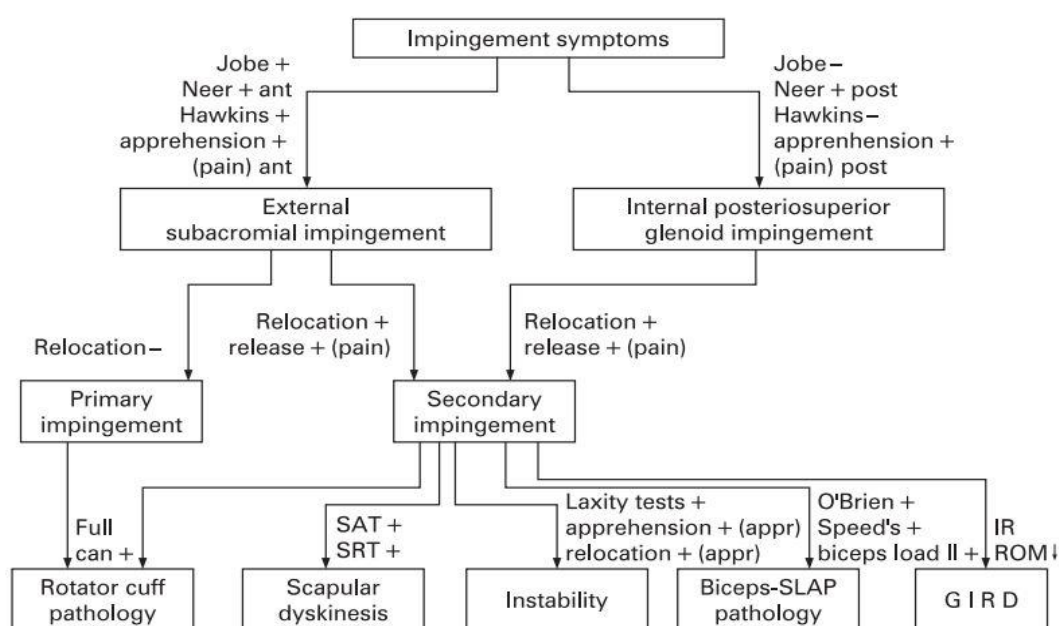 Impingement symptoms
Jobe +
Neer + ant
Hawkins +
apprehension +
(pain) ant
Jobe–
Neer + post
Hawkins–
apprenhension +
(pain) post
External
subacromial impingement
Internal posteriosuperior
glenoid impingement
Relocation–
Relocation +
release + (pain)
Relocation +
release + (pain)
Primary
impingement
Secondary
impingement
Full
can +
SAT +
SRT +
Laxity tests +
apprehension + (appr)
relocation + (appr)
O'Brien +
Speed's +
biceps load II +
IR
ROM↓
Rotator cuff
pathology
Scapular
dyskinesis
Instability
Biceps-SLAP
pathology
G I R D